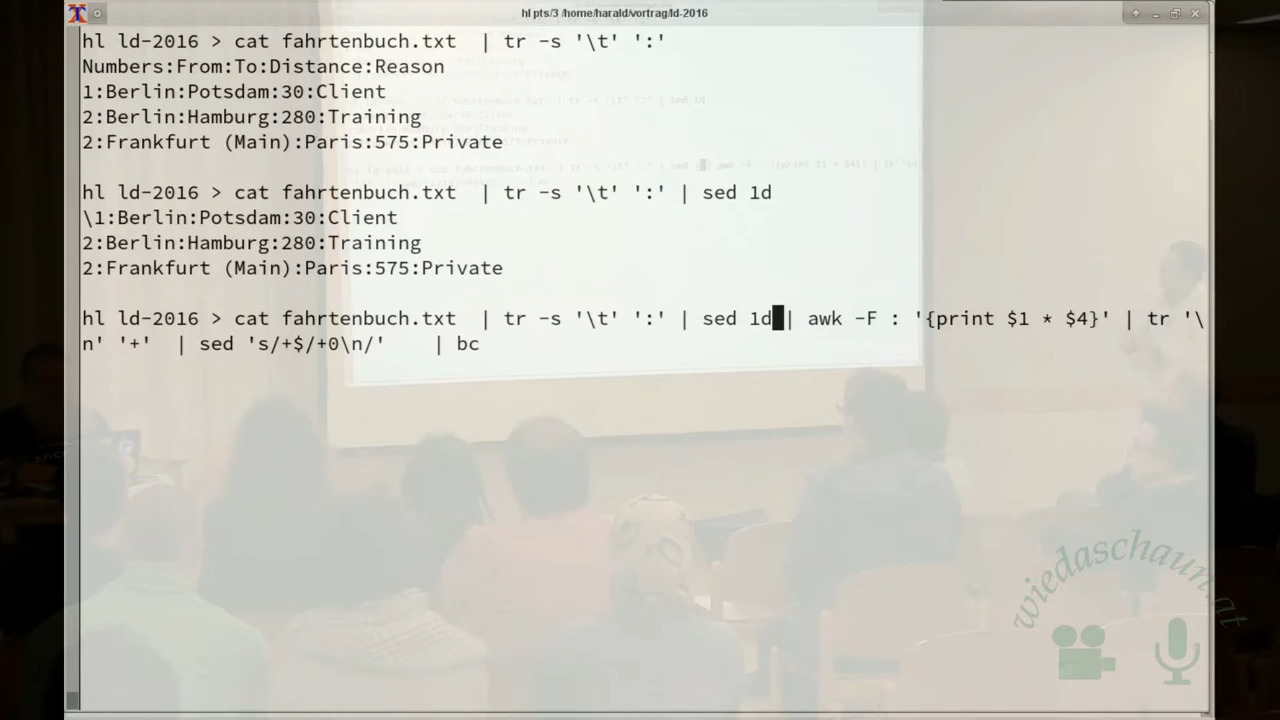 hl pts/3 /home/harald/vortrag/ld-2016
hl ld-2016 > cat fahrtenbuch.txt  | tr -s '\t' ':'
Numbers:From:To:Distance:Reason
1:Berlin:Potsdam:30:Client
2:Berlin:Hamburg:280:Training
2:Frankfurt (Main):Paris:575:Private
hl ld-2016 > cat fahrtenbuch.txt  | tr -s '\t' ':' | sed 1d
\1:Berlin:Potsdam:30:Client
2:Berlin:Hamburg:280:Training
2:Frankfurt (Main):Paris:575:Private
hl ld-2016 > cat fahrtenbuch.txt  | tr -s '\t' ':' | sed 1d | awk -F : '{print $1 * $4}' | tr '\
n' '+'  | sed 's/+$/+0\n/'    | bc
wiedaschaun.at